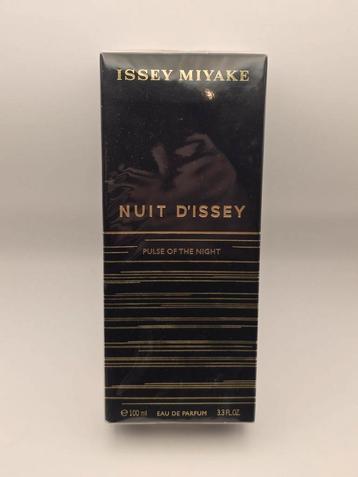 ISSEY MIYAKE
NUIT D'ISSEY
PULSE OF THE NIGHT
℮ 100 ml EAU DE PARFUM 3.3 FL.OZ.